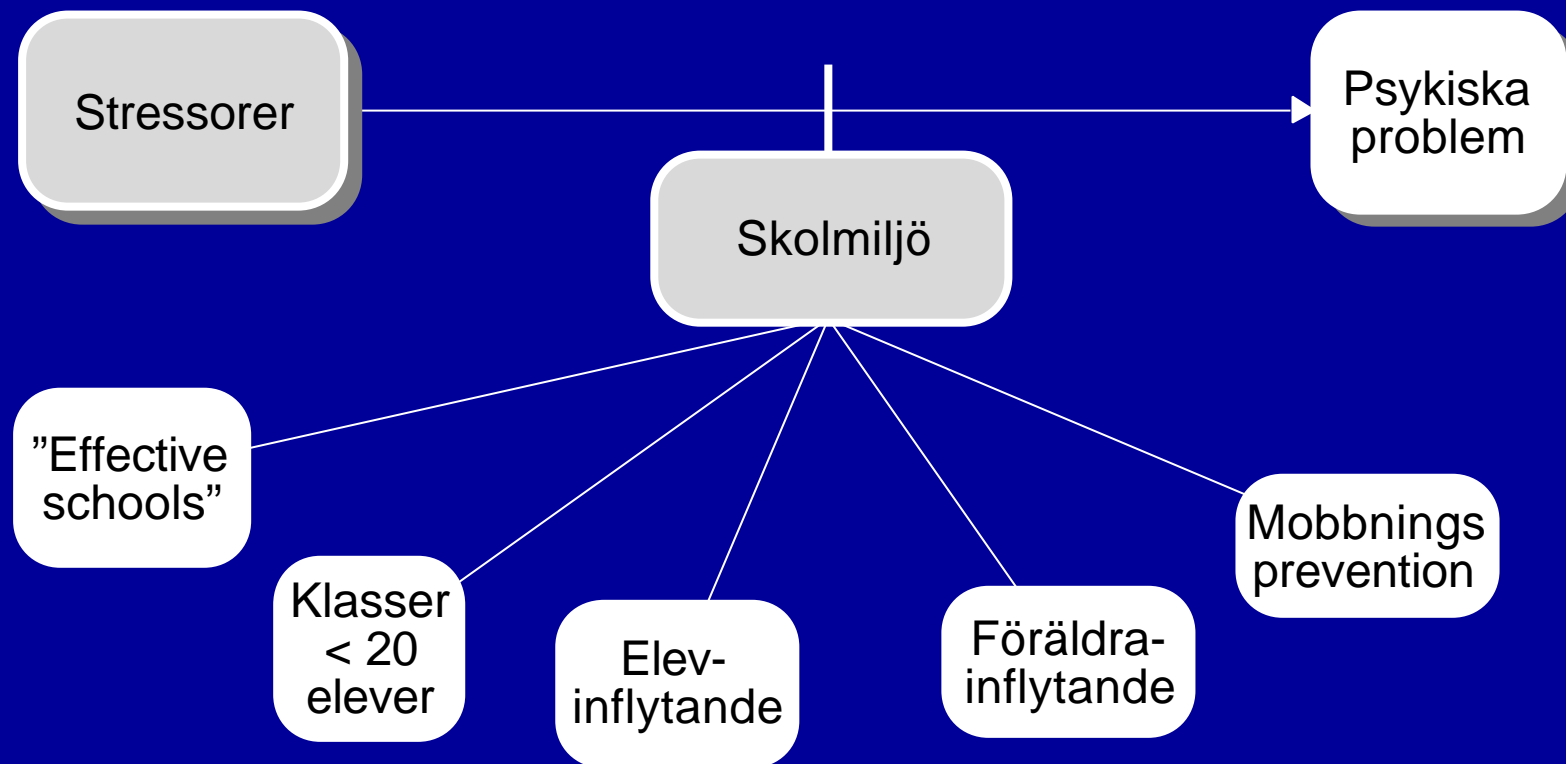 Stressorer
Psykiska
problem
Skolmiljö
”Effective
schools”
Klasser
< 20
elever
Elev-
inflytande
Föräldra-
inflytande
Mobbnings
prevention